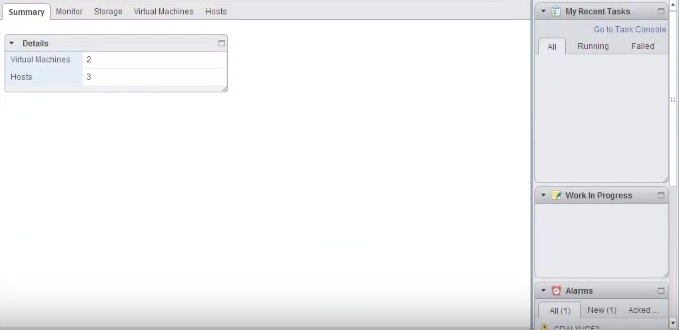 Summary Monitor Storage Virtual Machines Hosts
Details
Virtual Machines 2
Hosts 3
My Recent Tasks
Go to Task Console
All Running Failed
Work In Progress
Alarms
All (1) New (1) Acked ...